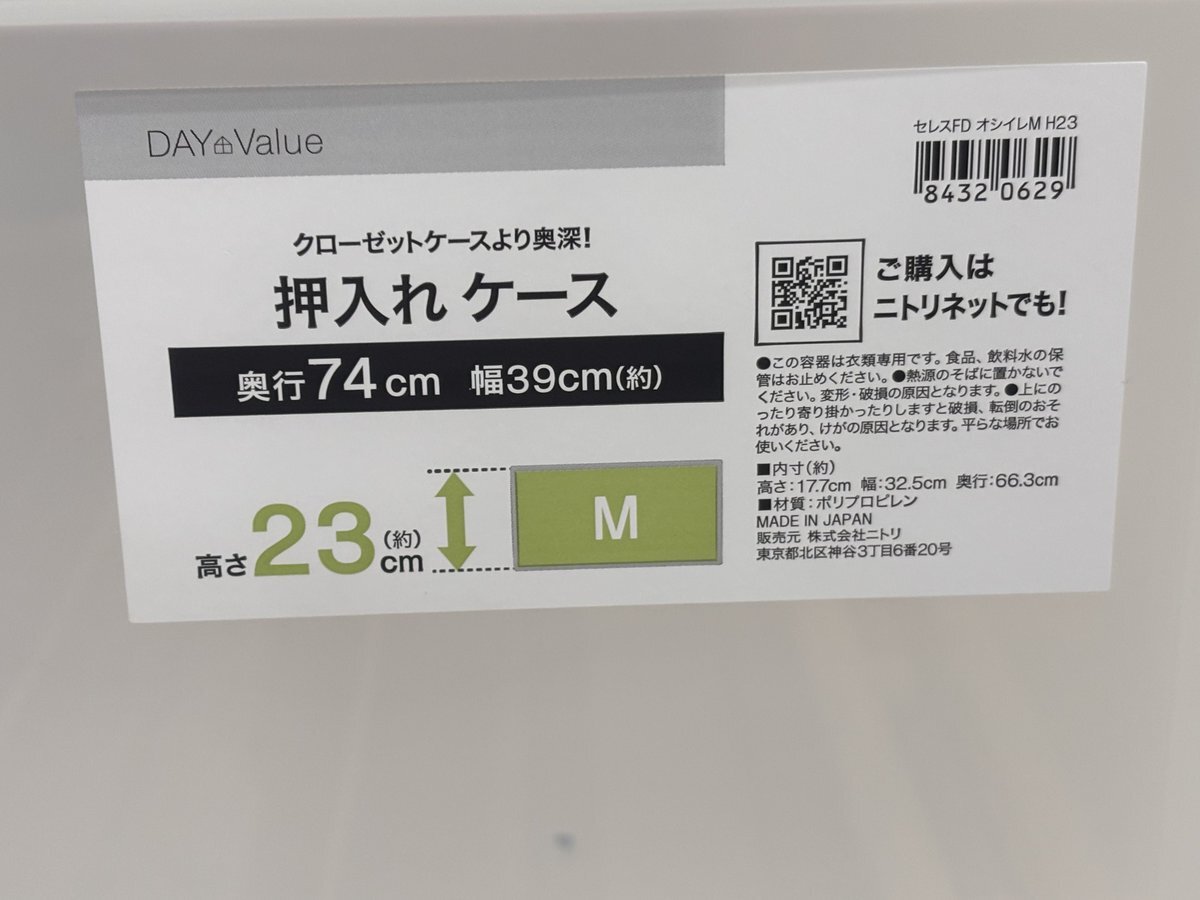 DAY Value
クローゼットケースより奥深!
押入れ ケース
奥行74cm 幅39cm(約)
高さ23cm(約)
M
セレスFD オシイレM H23
8432 0629
ご購入は
ニトリネットでも!
●この容器は衣類専用です。食品、飲料水の保
管はお止めください。●熱源のそばに置かないで
ください。変形・破損の原因となります。●上にの
ったり寄り掛かったりしますと破損、転倒のおそ
れがあり、けがの原因となります。平らな場所でお
使いください。
■内寸(約)
高さ:17.7cm 幅:32.5cm 奥行:66.3cm
■材質:ポリプロピレン
MADE IN JAPAN
販売元 株式会社ニトリ
東京都北区神谷3丁目6番20号